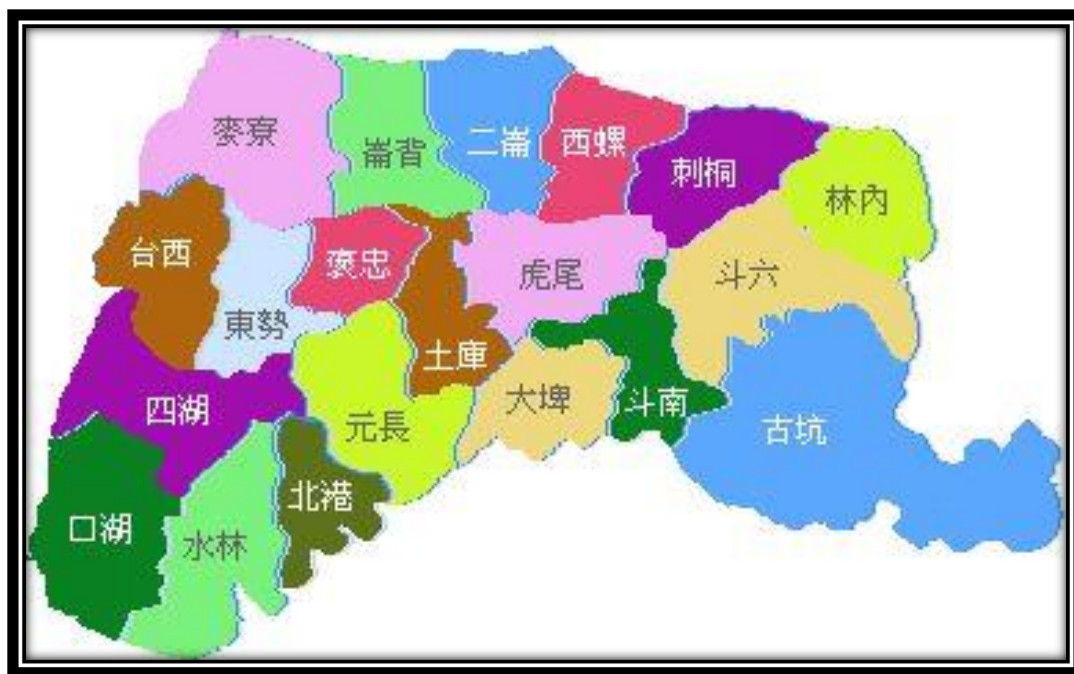 麥寮
崙背
二崙
西螺
刺桐
林內
台西
東勢
褒忠
土庫
虎尾
斗六
四湖
元長
大埤
斗南
古坑
口湖
水林
北港